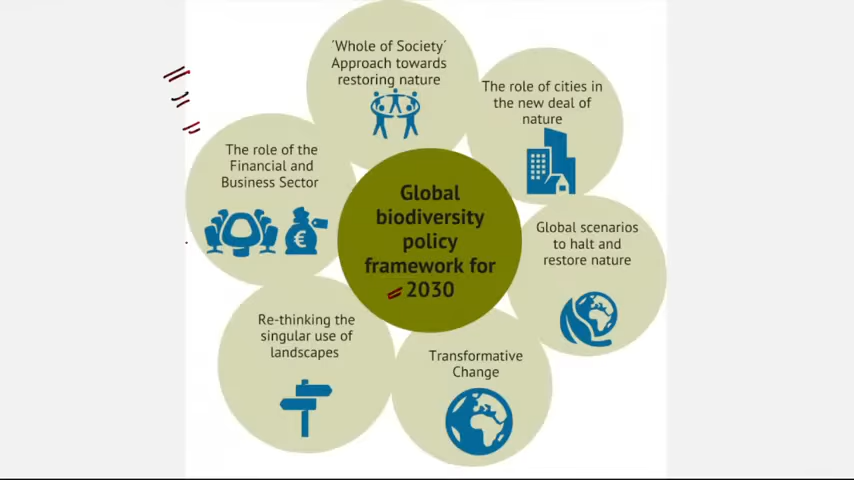 'Whole of Society'
Approach towards
restoring nature
The role of cities in
the new deal of
nature
The role of the
Financial and
Business Sector
€
Global
biodiversity
policy
framework for
2030
Global scenarios
to halt and
restore nature
Re-thinking the
singular use of
landscapes
Transformative
Change